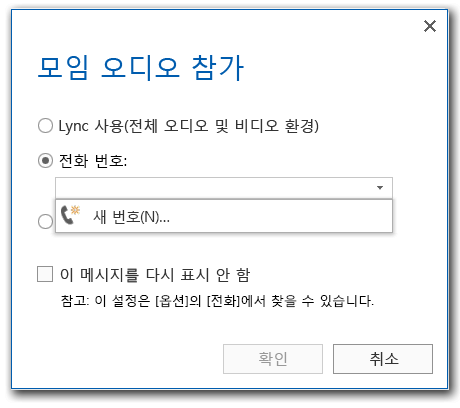 모임 오디오 참가
Lync 사용(전체 오디오 및 비디오 환경)
전화 번호:
새 번호(N)...
이 메시지를 다시 표시 안 함
참고: 이 설정은 [옵션]의 [전화]에서 찾을 수 있습니다.
확인
취소